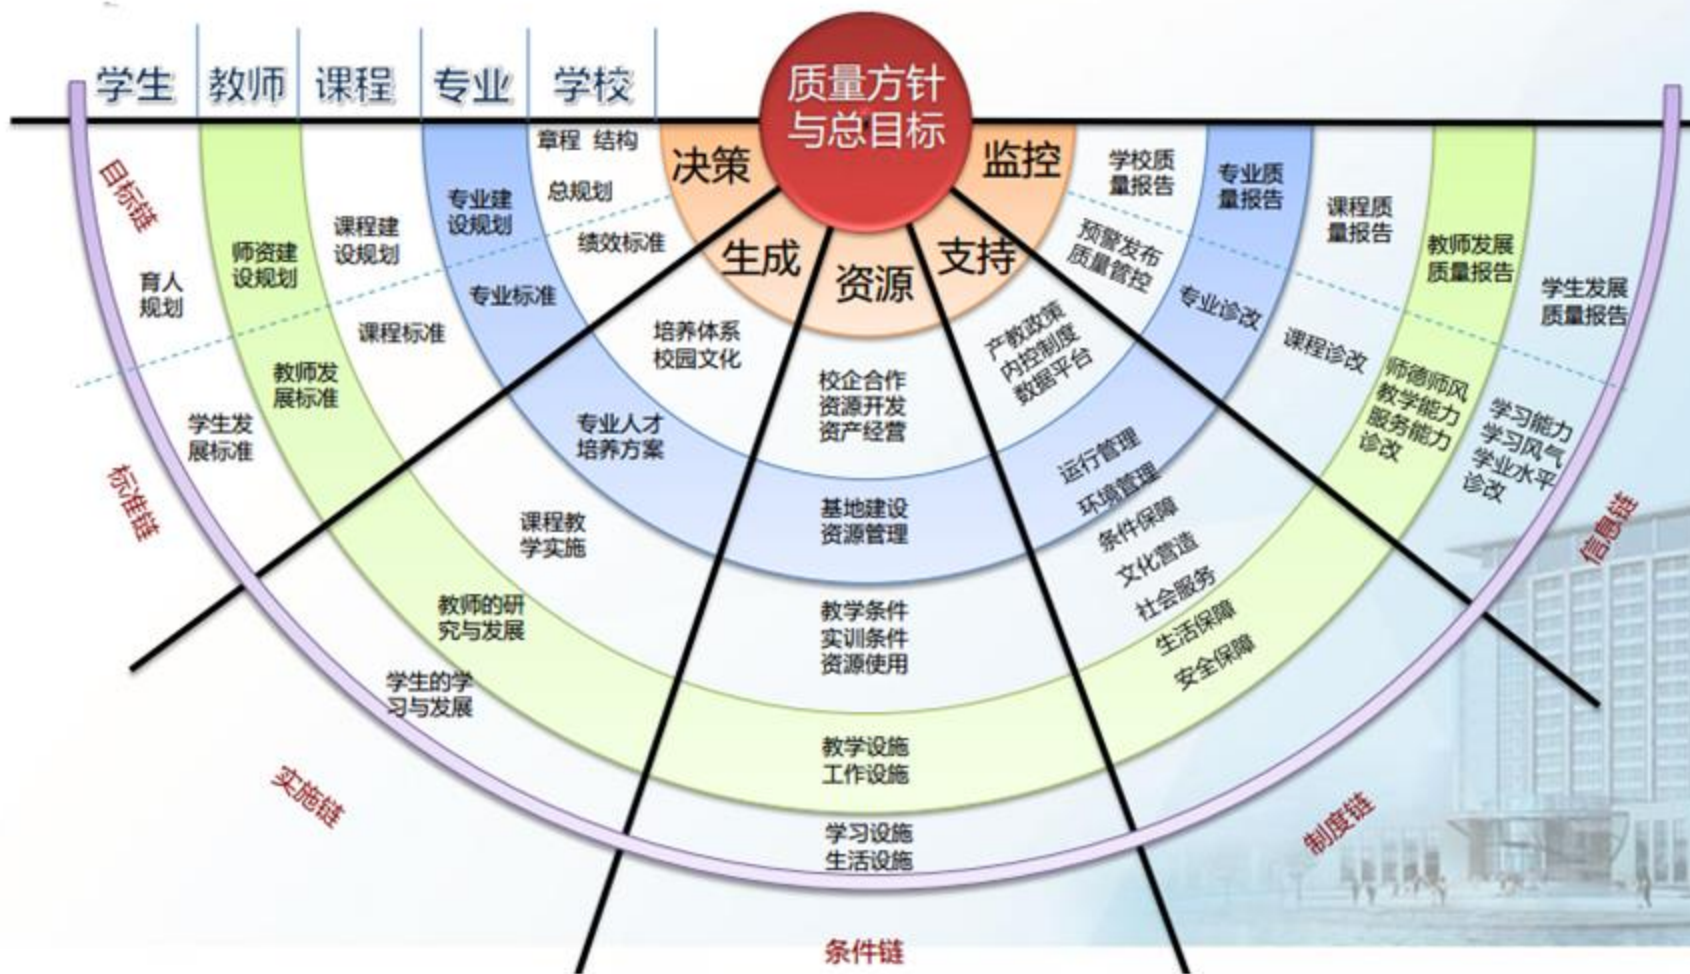 学生
教师
课程
专业
学校
质量方针
与总目标
决策
生成
资源
支持
监控
目标链
标准链
实施链
条件链
制度链
信息链
章程 结构
总规划
绩效标准
专业建
设规划
专业标准
课程建
设规划
课程标准
师资建
设规划
教师发
展标准
育人
规划
学生发
展标准
培养体系
校园文化
专业人才
培养方案
课程教
学实施
教师的研
究与发展
学生的学
习与发展
校企合作
资源开发
资产经营
基地建设
资源管理
教学条件
实训条件
资源使用
教学设施
工作设施
学习设施
生活设施
产教政策
内控制度
数据平台
运行管理
环境管理
条件保障
文化营造
社会服务
生活保障
安全保障
学校质
量报告
预警发布
质量管控
专业质
量报告
专业诊改
课程质
量报告
课程诊改
教师发展
质量报告
师德师风
教学能力
服务能力
诊改
学生发展
质量报告
学习能力
学习风气
学业水平
诊改